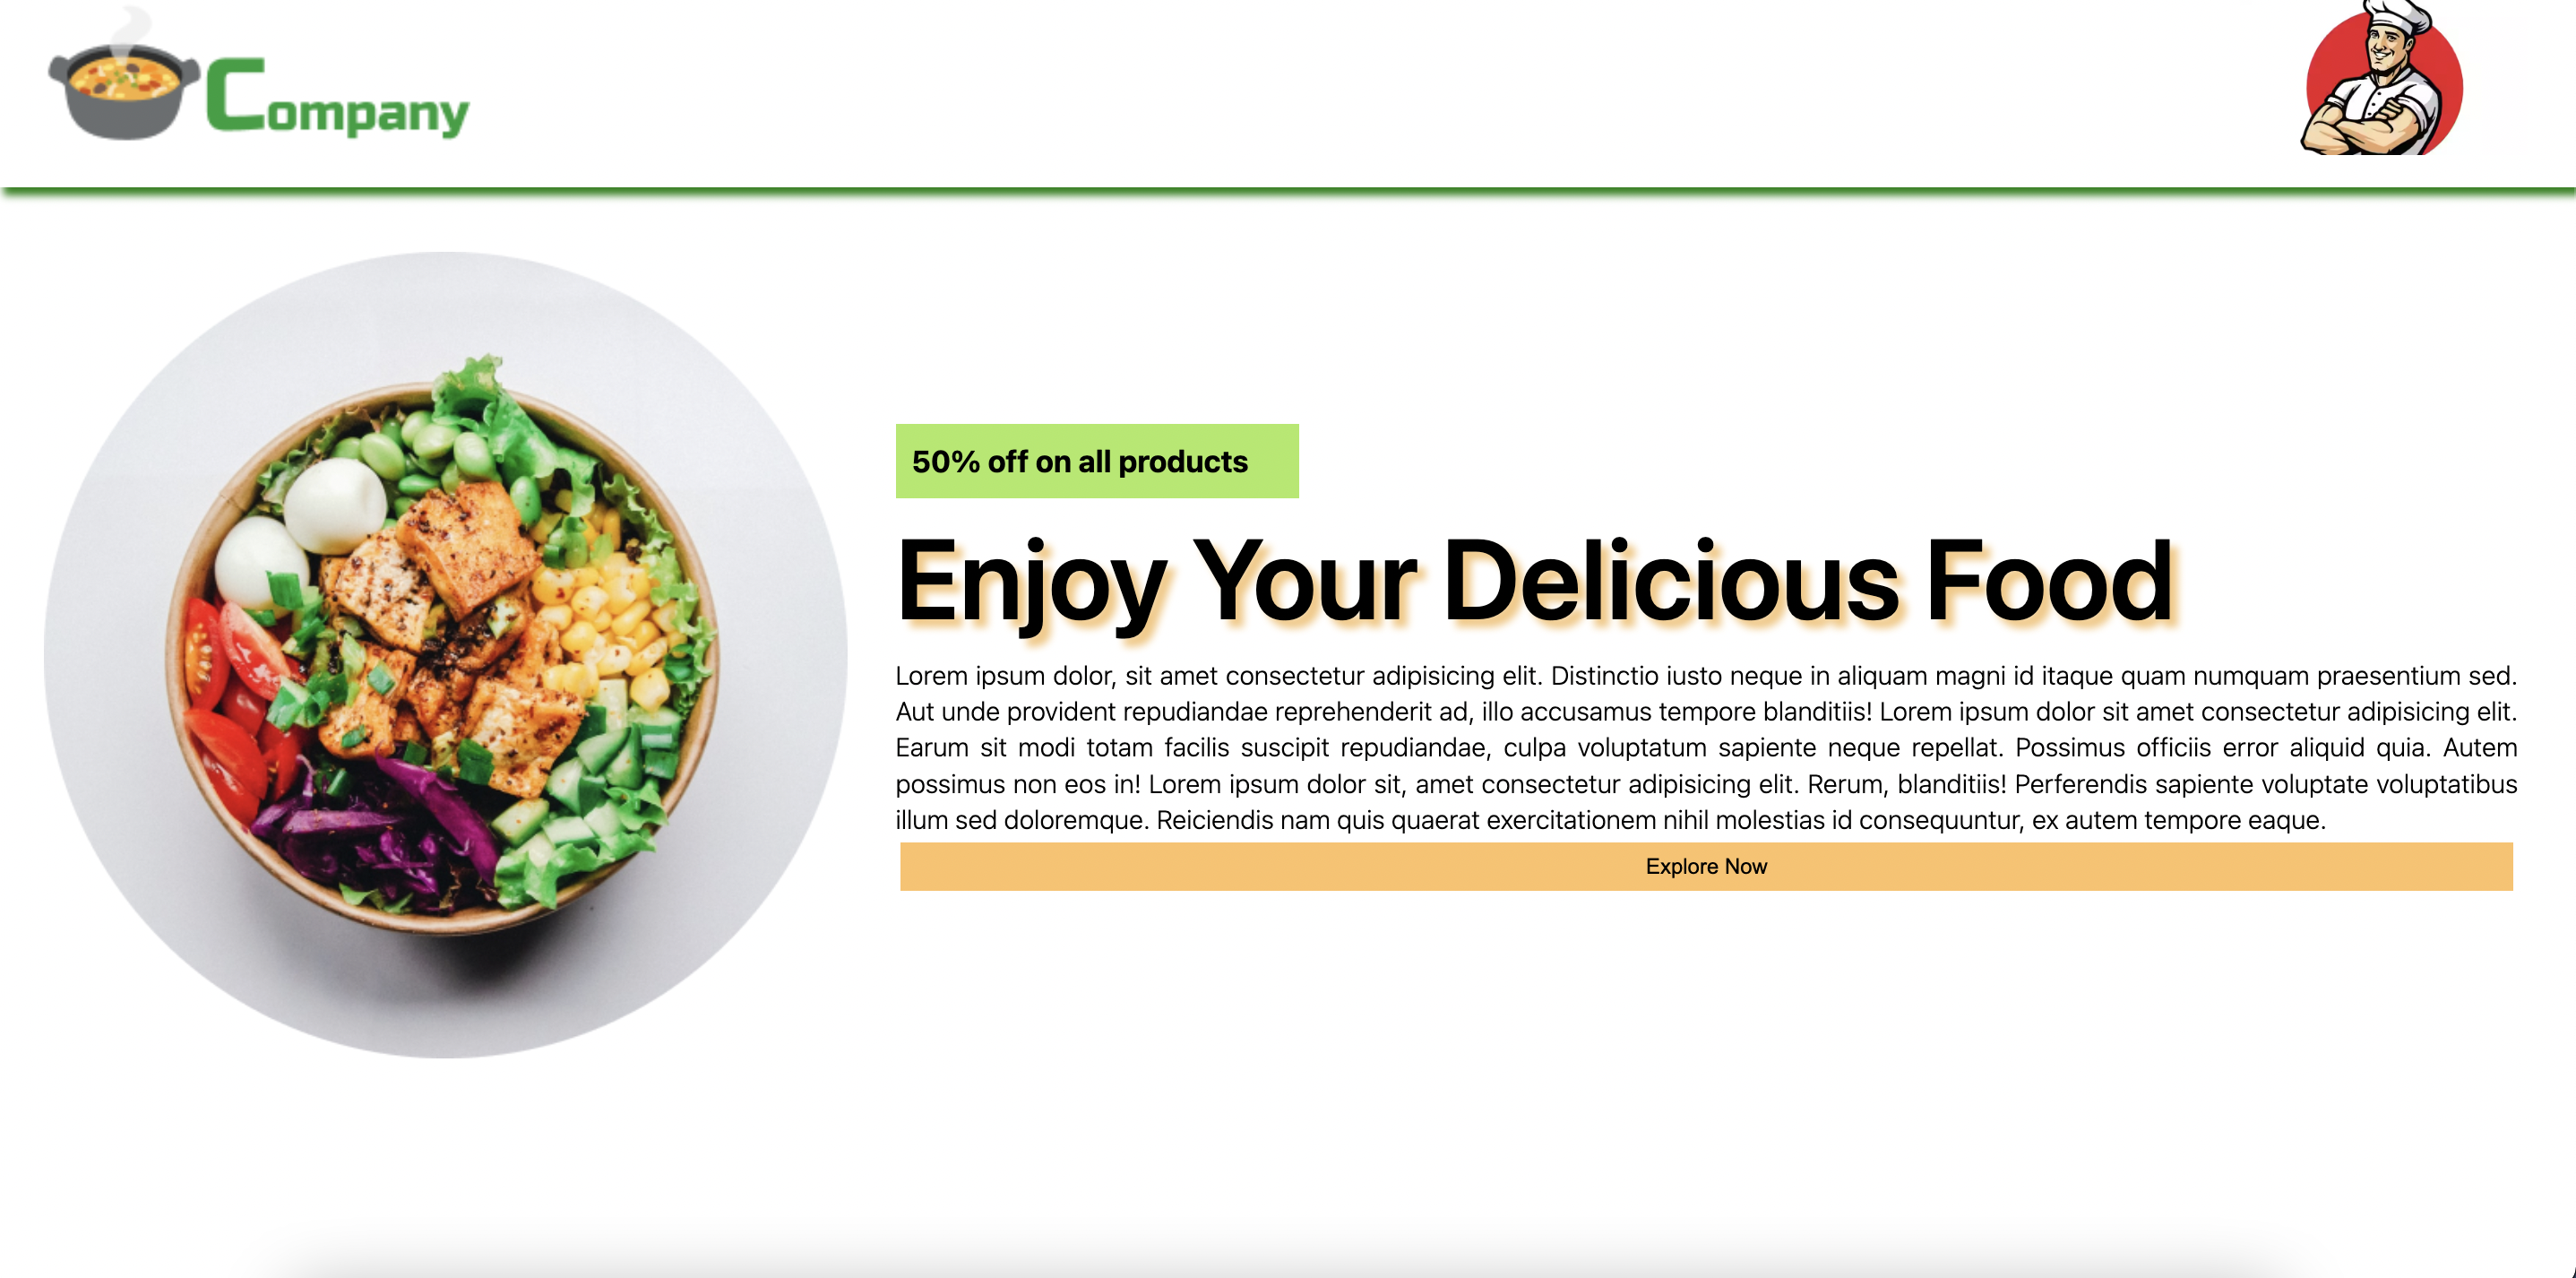 Company
50% off on all products
Enjoy Your Delicious Food
Lorem ipsum dolor, sit amet consectetur adipisicing elit. Distinctio iusto neque in aliquam magni id itaque quam numquam praesentium sed.
Aut unde provident repudiandae reprehenderit ad, illo accusamus tempore blanditiis! Lorem ipsum dolor sit amet consectetur adipisicing elit.
Earum sit modi totam facilis suscipit repudiandae, culpa voluptatum sapiente neque repellat. Possimus officiis error aliquid quia. Autem
possimus non eos in! Lorem ipsum dolor sit, amet consectetur adipisicing elit. Rerum, blanditiis! Perferendis sapiente voluptate voluptatibus
illum sed doloremque. Reiciendis nam quis quaerat exercitationem nihil molestias id consequuntur, ex autem tempore eaque.
Explore Now